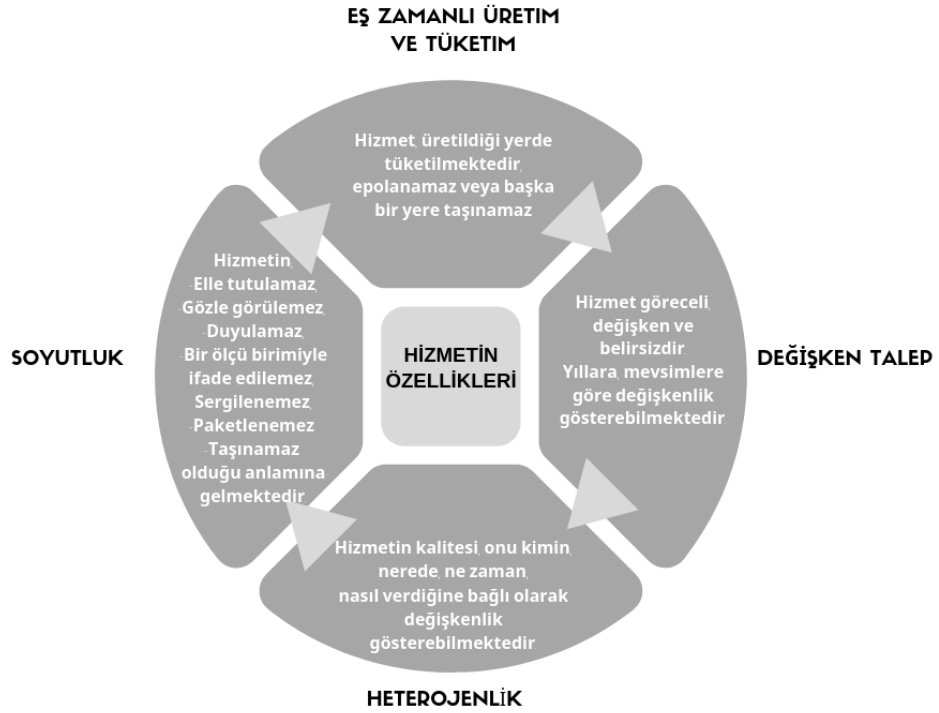 EŞ ZAMANLI ÜRETIM
VE TÜKETIM
Hizmet, üretildiği yerde
tüketilmektedir,
epolanamaz veya başka
bir yere taşınamaz
SOYUTLUK
Hizmetin,
-Elle tutulamaz,
-Gözle görülemez,
-Duyulamaz,
-Bir ölçü birimiyle
ifade edilemez,
Sergilenemez,
-Paketlenemez
-Taşınamaz
olduğu anlamına
gelmektedir.
HİZMETİN
ÖZELLİKLERİ
Hizmet göreceli,
değişken ve
belirsizdir.
Yıllara, mevsimlere
göre değişkenlik
gösterebilmektedir.
DEĞİŞKEN TALEP
Hizmetin kalitesi, onu kimin,
nerede, ne zaman,
nasıl verdiğine bağlı olarak
değişkenlik
gösterebilmektedir.
HETEROJENLİK